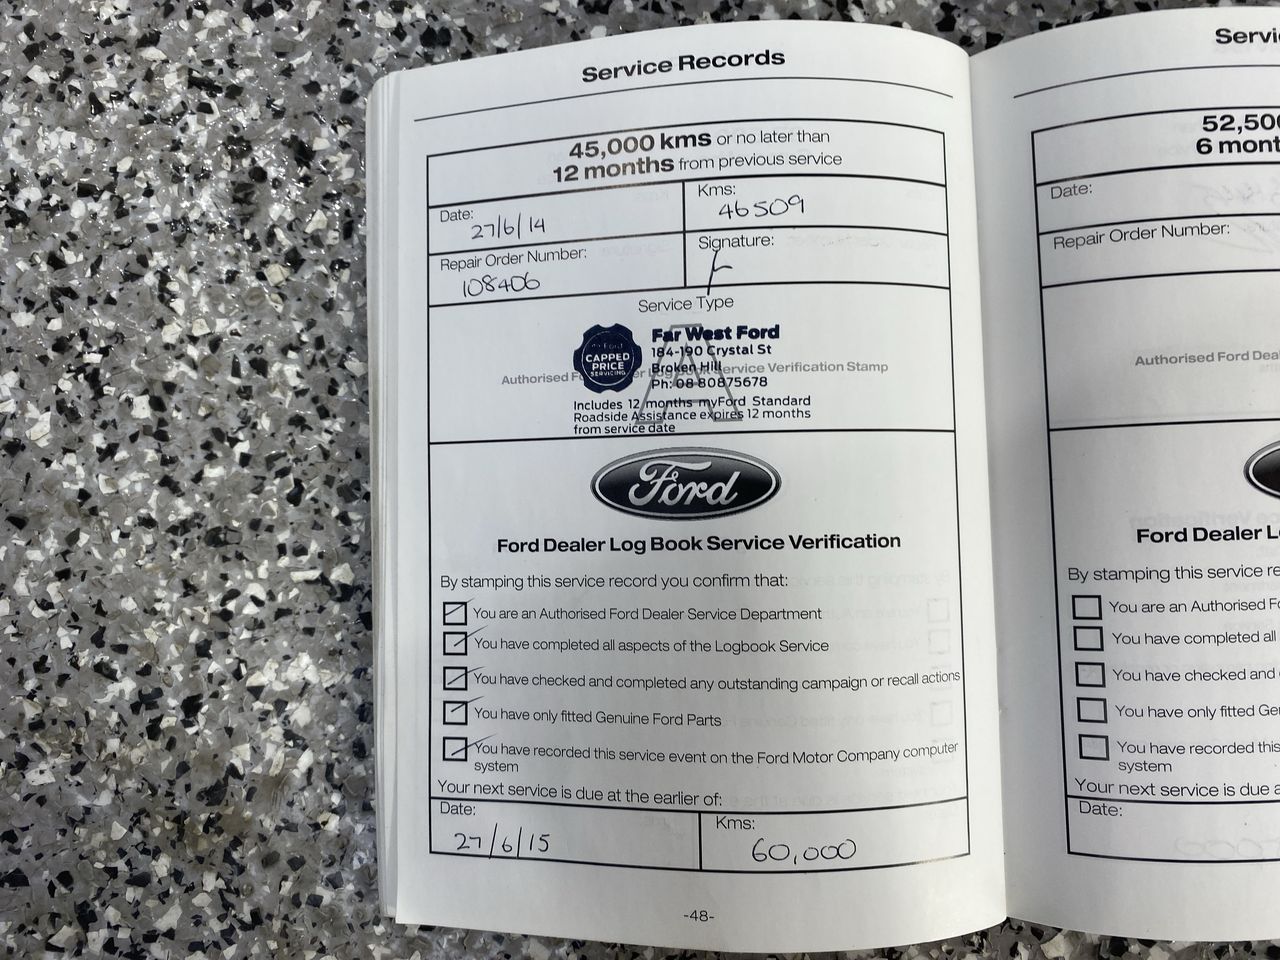 Service Records
45,000 kms or no later than
12 months from previous service
Date:
27/6/14
Kms:
46509
Repair Order Number:
108406
Signature:
Service Type
A
Authorised Service Verification Stamp
CAPPED
PRICE
SERVICING
Far West Ford
184-190 Crystal St
Broken Hill
Ph: 08 80875678
Includes 12 months myFord Standard
Roadside Assistance expires 12 months
from service date
Ford
Ford Dealer Log Book Service Verification
By stamping this service record you confirm that:
You are an Authorised Ford Dealer Service Department
You have completed all aspects of the Logbook Service
You have checked and completed any outstanding campaign or recall actions
You have only fitted Genuine Ford Parts
You have recorded this service event on the Ford Motor Company computer
system
Your next service is due at the earlier of:
Date:
27/6/15
Kms:
60,000
-48-
Servi
52,50
6 mont
Date:
Repair Order Number:
Authorised Ford Dea
Ford Dealer L
By stamping this service re
You are an Authorised F
You have completed all
You have checked and
You have only fitted Ge
You have recorded this
system
Your next service is due a
Date: